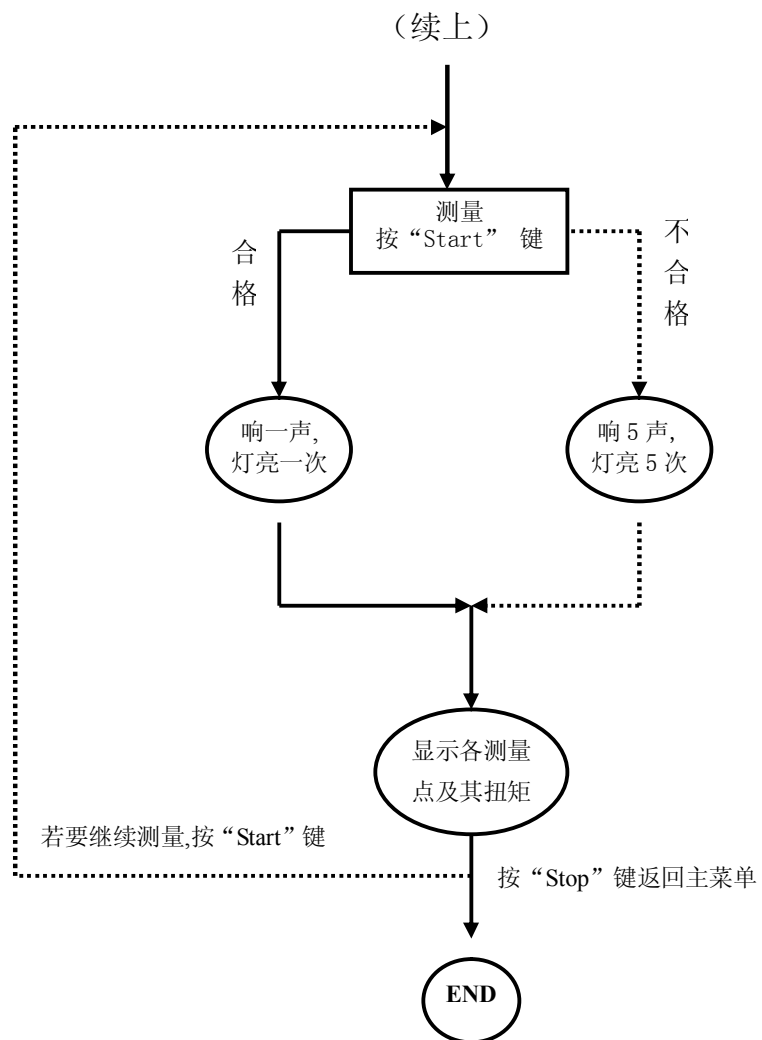 （续上）
测量
按“Start” 键
合
格
不
合
格
响一声,
灯亮一次
响 5 声,
灯亮 5 次
显示各测量
点及其扭矩
若要继续测量,按“Start”键
按“Stop”键返回主菜单
END